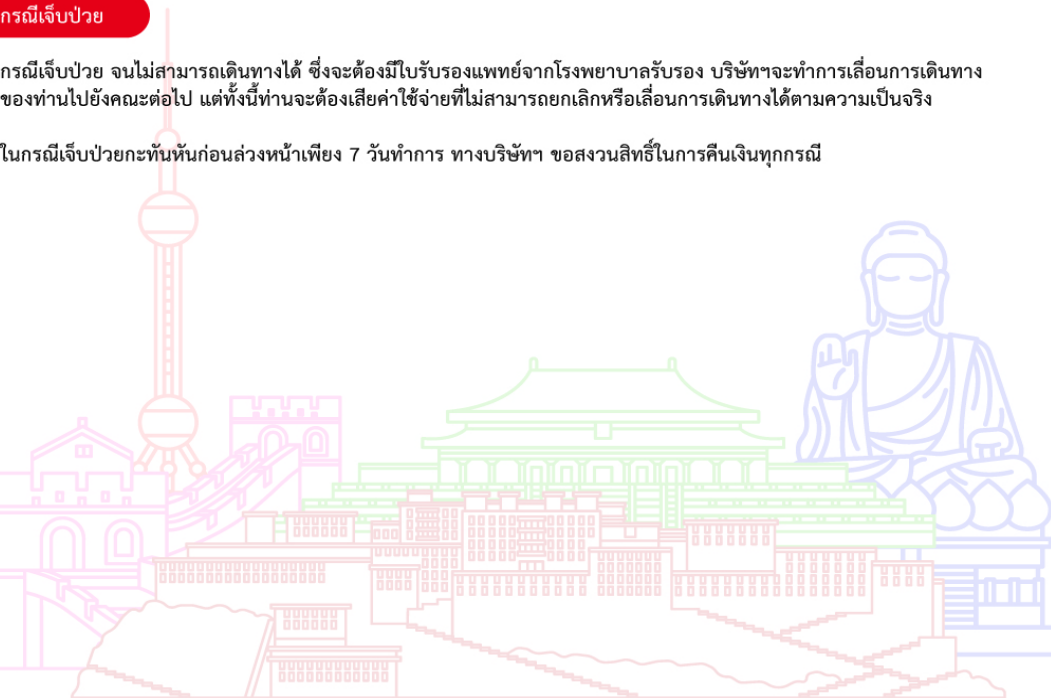 กรณีเจ็บป่วย
กรณีเจ็บป่วย จนไม่สามารถเดินทางได้ ซึ่งจะต้องมีใบรับรองแพทย์จากโรงพยาบาลรับรอง บริษัทฯจะทำการเลื่อนการเดินทาง
ของท่านไปยังคณะต่อไป แต่ทั้งนี้ท่านจะต้องเสียค่าใช้จ่ายที่ไม่สามารถยกเลิกหรือเลื่อนการเดินทางได้ตามความเป็นจริง
ในกรณีเจ็บป่วยกะทันหันก่อนล่วงหน้าเพียง 7 วันทำการ ทางบริษัทฯ ขอสงวนสิทธิ์ในการคืนเงินทุกกรณี